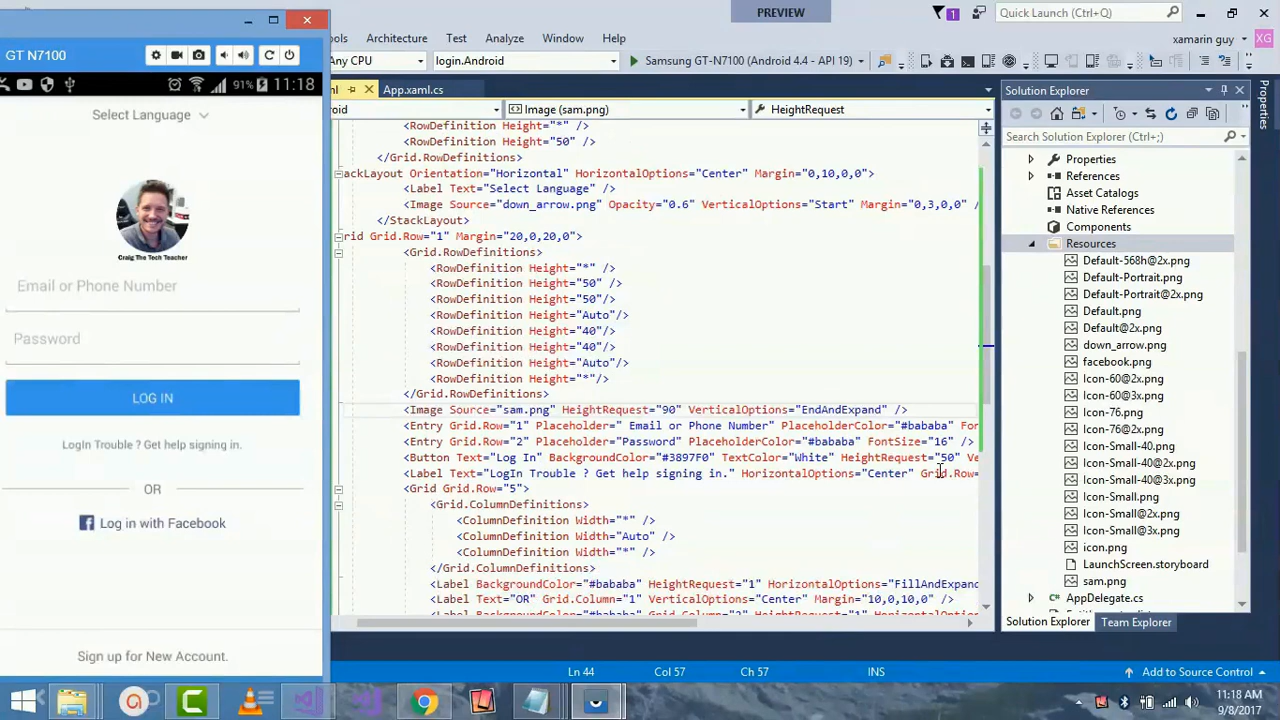 PREVIEW
1
Quick Launch (Ctrl+Q)
GT N7100
ols Architecture Test Analyze Window Help
xamarin guy XG
Any CPU
login.Android
Samsung GT-N7100 (Android 4.4 - API 19)
91% 11:18
Select Language
Craig The Tech Teacher
Email or Phone Number
Password
LOG IN
LogIn Trouble ? Get help signing in.
OR
Log in with Facebook
Sign up for New Account.
ml App.xaml.cs
roid Image (sam.png) HeightRequest
<RowDefinition Height="*" />
<RowDefinition Height="50" />
</Grid.RowDefinitions>
ackLayout Orientation="Horizontal" HorizontalOptions="Center" Margin="0,10,0,0">
<Label Text="Select Language" />
<Image Source="down_arrow.png" Opacity="0.6" VerticalOptions="Start" Margin="0,3,0,0" /
</StackLayout>
rid Grid.Row="1" Margin="20,0,20,0">
<Grid.RowDefinitions>
<RowDefinition Height="*" />
<RowDefinition Height="50" />
<RowDefinition Height="50"/>
<RowDefinition Height="Auto"/>
<RowDefinition Height="40"/>
<RowDefinition Height="40"/>
<RowDefinition Height="Auto"/>
<RowDefinition Height="*"/>
</Grid.RowDefinitions>
<Image Source="sam.png" HeightRequest="90" VerticalOptions="EndAndExpand" />
<Entry Grid.Row="1" Placeholder=" Email or Phone Number" PlaceholderColor="#bababa" Fon
<Entry Grid.Row="2" Placeholder="Password" PlaceholderColor="#bababa" FontSize="16" />
<Button Text="Log In" BackgroundColor="#3897F0" TextColor="White" HeightRequest="50" Ve
<Label Text="LogIn Trouble ? Get help signing in." HorizontalOptions="Center" Grid.Row=
<Grid Grid.Row="5">
<Grid.ColumnDefinitions>
<ColumnDefinition Width="*" />
<ColumnDefinition Width="Auto" />
<ColumnDefinition Width="*" />
</Grid.ColumnDefinitions>
<Label BackgroundColor="#bababa" HeightRequest="1" HorizontalOptions="FillAndExpand
<Label Text="OR" Grid.Column="1" VerticalOptions="Center" Margin="10,0,10,0" />
Solution Explorer
Search Solution Explorer (Ctrl+;)
Properties
References
Asset Catalogs
Native References
Components
Resources
Default-568h@2x.png
Default-Portrait.png
Default-Portrait@2x.png
Default.png
Default@2x.png
down_arrow.png
facebook.png
Icon-60@2x.png
Icon-60@3x.png
Icon-76.png
Icon-76@2x.png
Icon-Small-40.png
Icon-Small-40@2x.png
Icon-Small-40@3x.png
Icon-Small.png
Icon-Small@2x.png
Icon-Small@3x.png
icon.png
LaunchScreen.storyboard
sam.png
AppDelegate.cs
Solution Explorer Team Explorer
Properties
Ln 44 Col 57 Ch 57 INS Add to Source Control
11:18 AM
9/8/2017